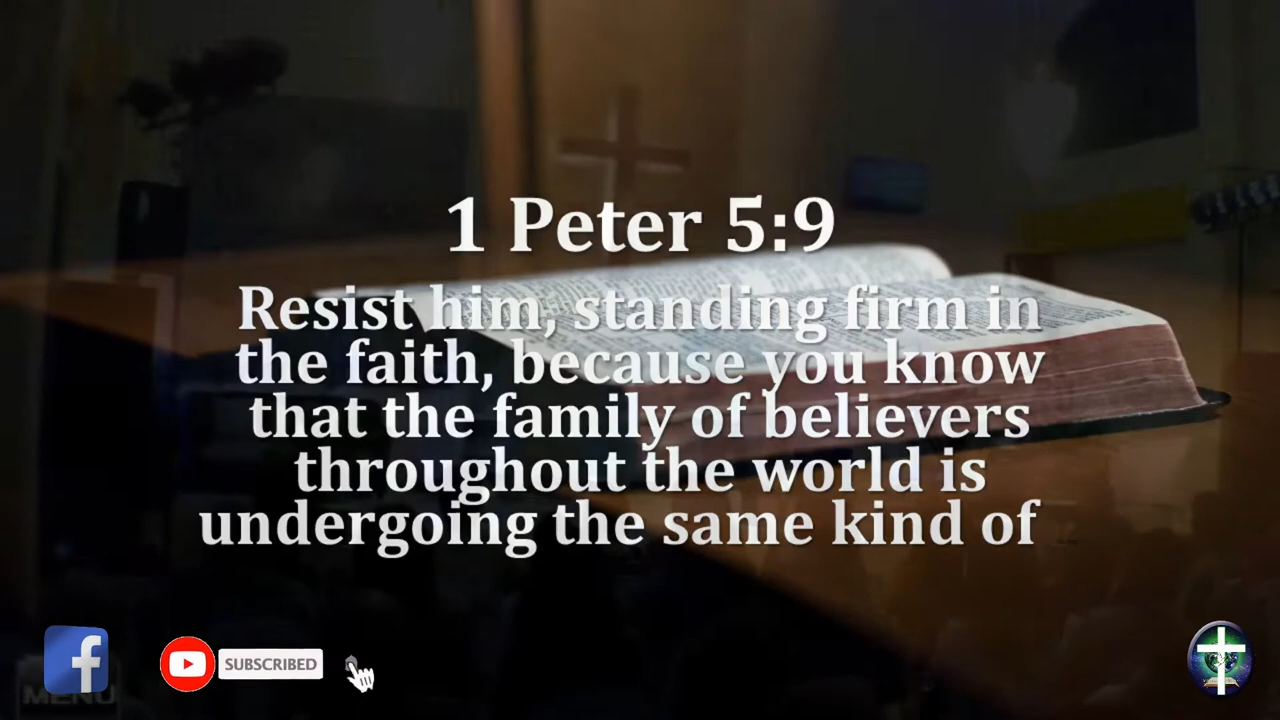 1 Peter 5:9
Resist him, standing firm in
the faith, because you know
that the family of believers
throughout the world is
undergoing the same kind of
SUBSCRIBED
MENU